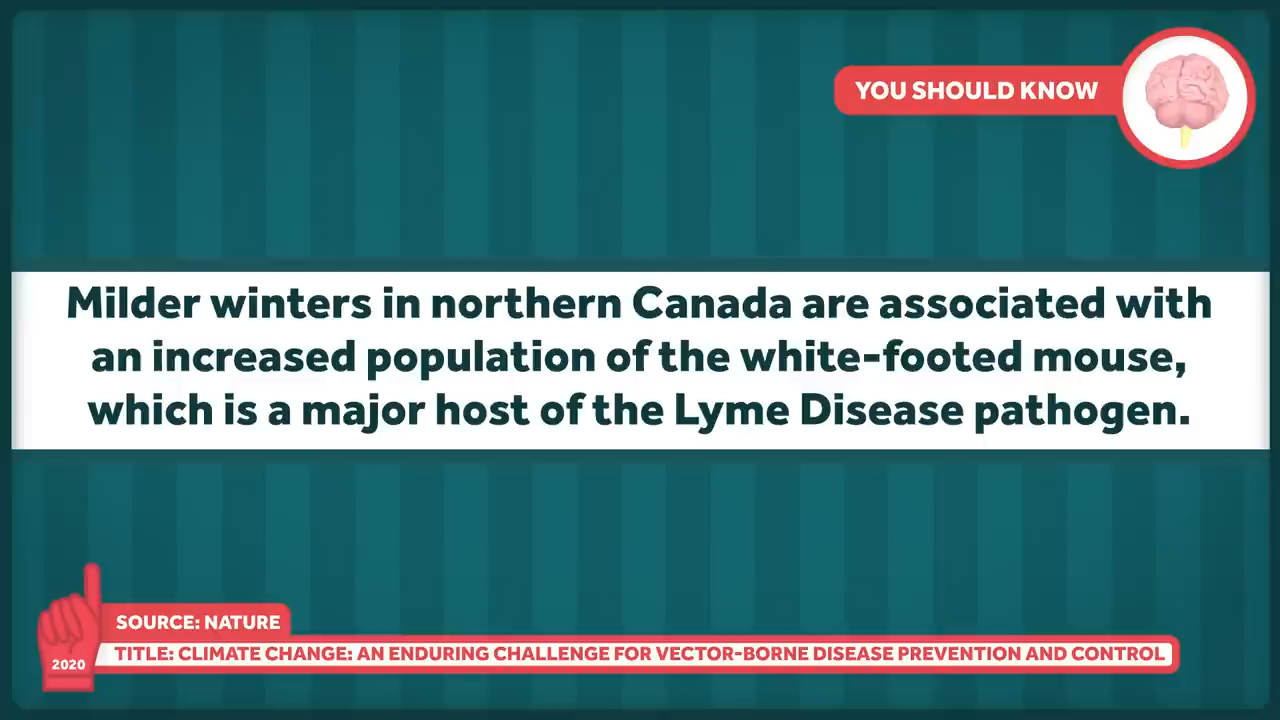 YOU SHOULD KNOW
Milder winters in northern Canada are associated with
an increased population of the white-footed mouse,
which is a major host of the Lyme Disease pathogen.
SOURCE: NATURE
2020
TITLE: CLIMATE CHANGE: AN ENDURING CHALLENGE FOR VECTOR-BORNE DISEASE PREVENTION AND CONTROL